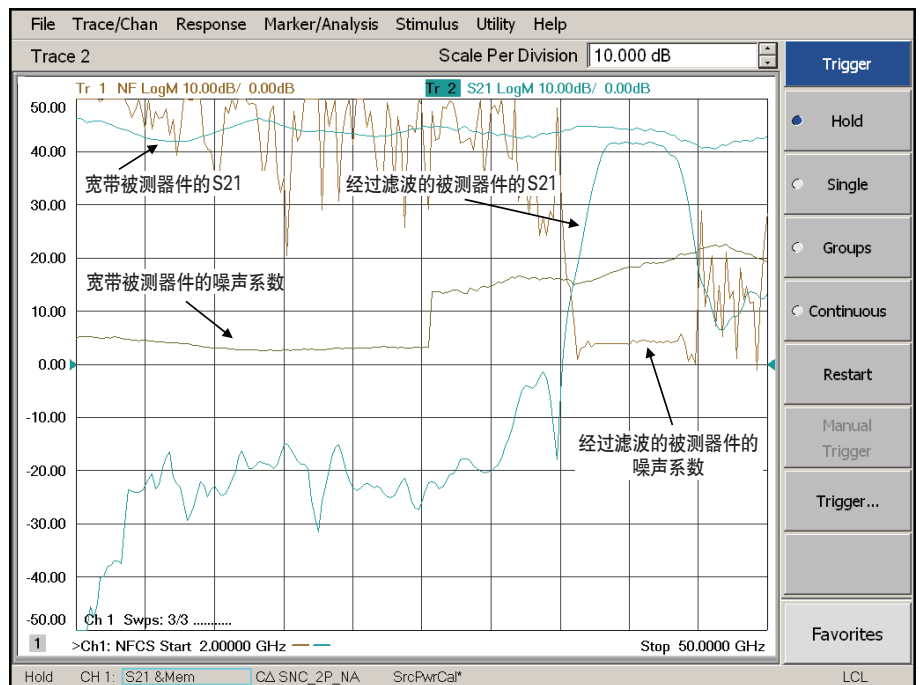 File Trace/Chan Response Marker/Analysis Stimulus Utility Help
Trace 2
Scale Per Division 10.000 dB
Tr 1 NF LogM 10.00dB/ 0.00dB
Tr 2 S21 LogM 10.00dB/ 0.00dB
50.00
40.00
30.00
20.00
10.00
0.00
-10.00
-20.00
-30.00
-40.00
-50.00
宽带被测器件的S21
经过滤波的被测器件的S21
宽带被测器件的噪声系数
经过滤波的被测器件的
噪声系数
Ch 1 Swps: 3/3 ...........
1 >Ch1: NFCS Start 2.00000 GHz
Stop 50.0000 GHz
Trigger
Hold
Single
Groups
Continuous
Restart
Manual
Trigger
Trigger...
Favorites
Hold CH 1: S21 &Mem CΔ SNC_2P_NA SrcPwrCal* LCL